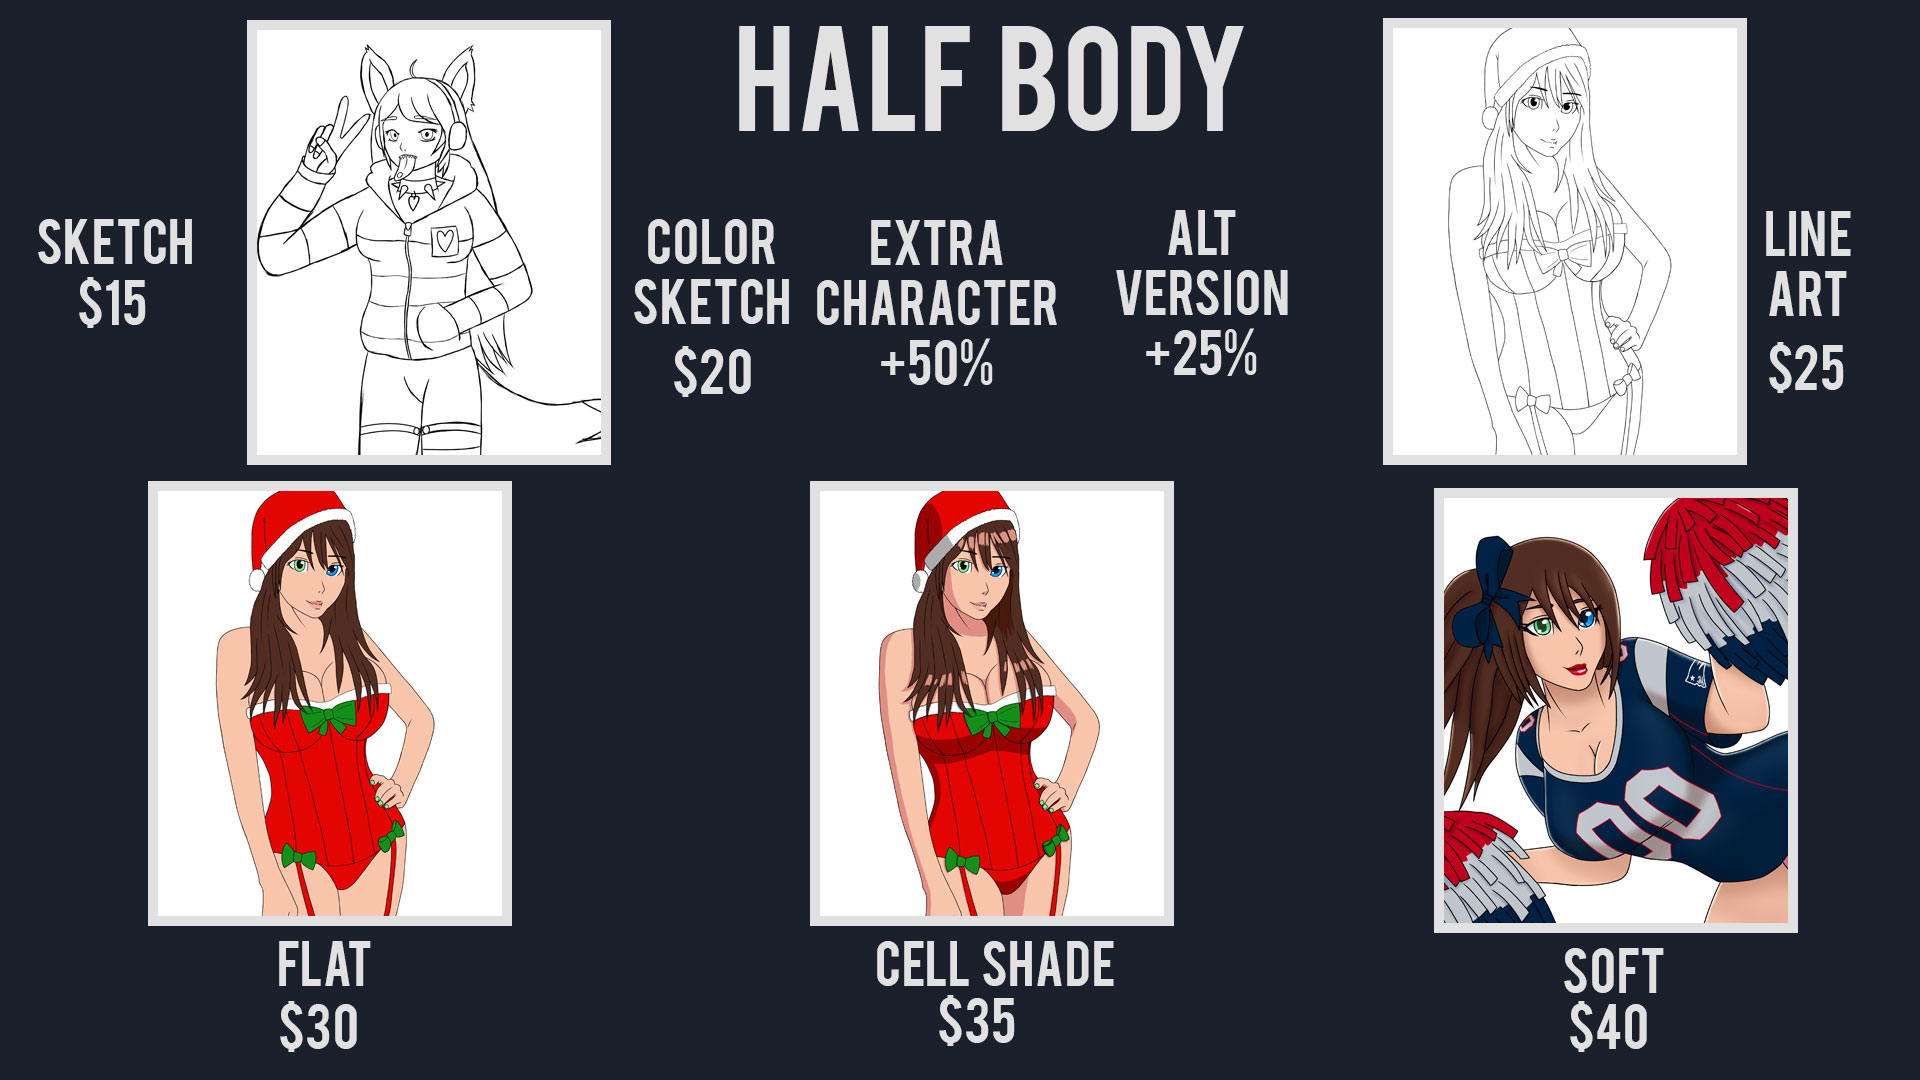 HALF BODY
SKETCH
$15
COLOR
SKETCH
$20
EXTRA
CHARACTER
+50%
ALT
VERSION
+25%
LINE
ART
$25
FLAT
$30
CELL SHADE
$35
SOFT
$40
00